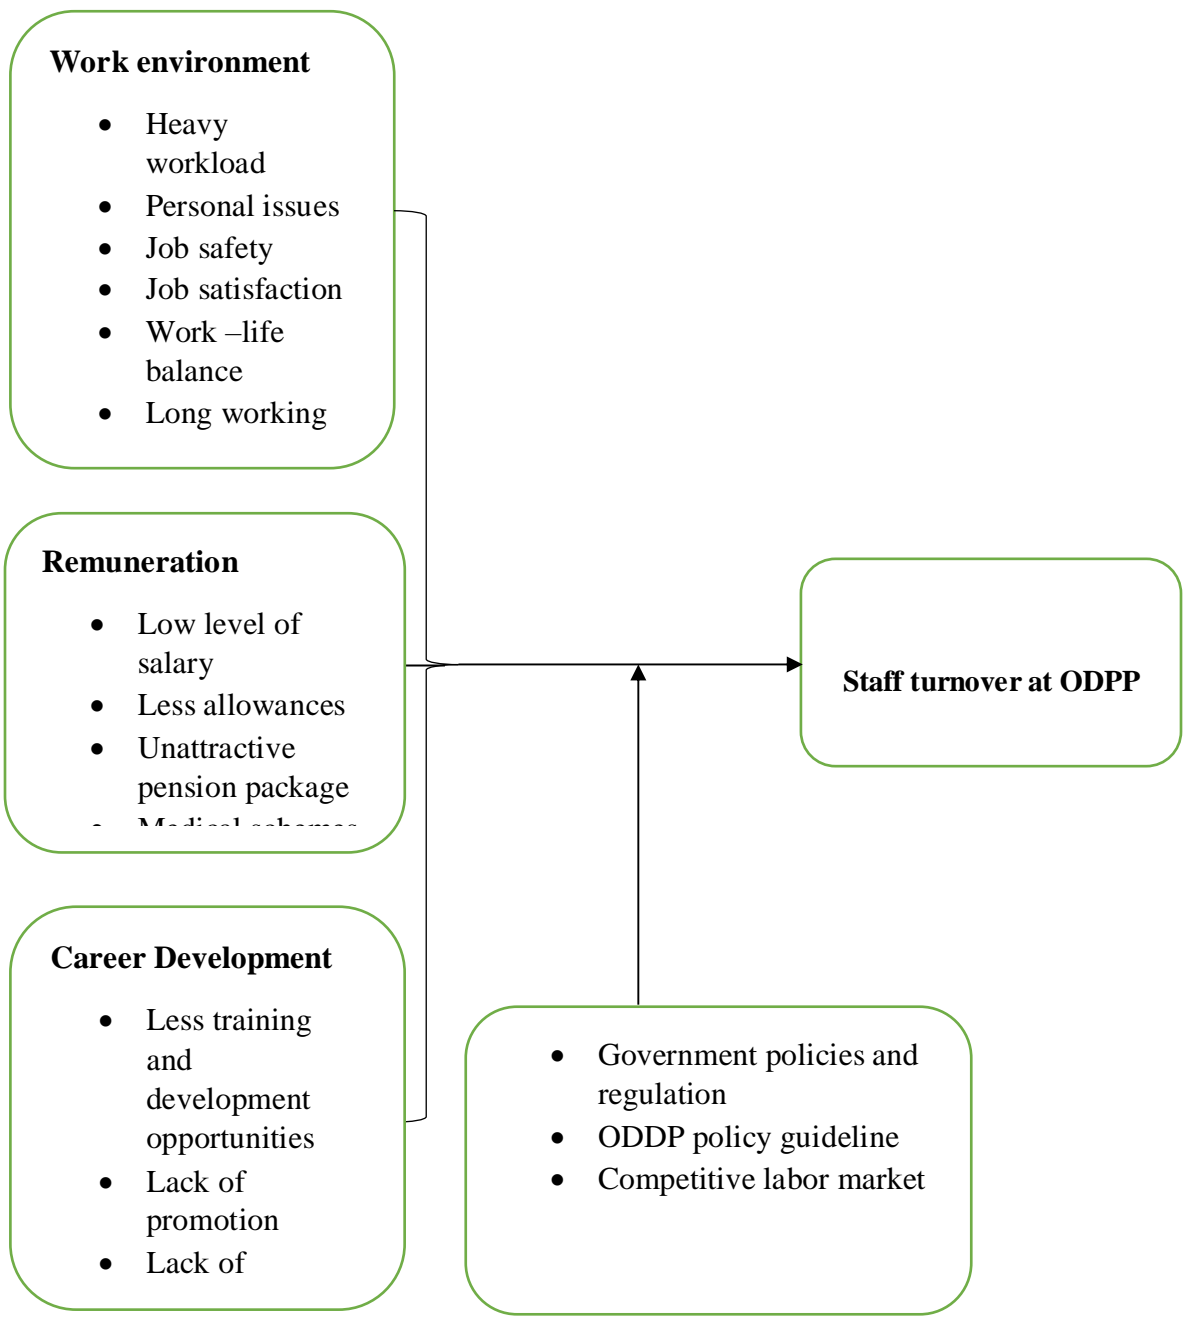 Work environment
• Heavy
workload
• Personal issues
• Job safety
• Job satisfaction
• Work –life
balance
• Long working
Remuneration
• Low level of
salary
• Less allowances
• Unattractive
pension package
• Medical schemes
Career Development
• Less training
and
development
opportunities
• Lack of
promotion
• Lack of
Staff turnover at ODPP
• Government policies and
regulation
• ODDP policy guideline
• Competitive labor market